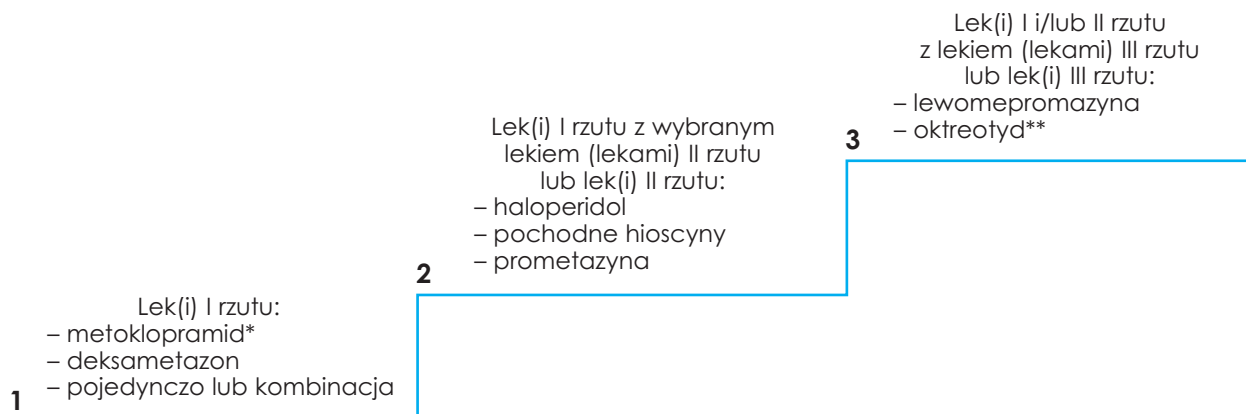 Lek(i) I rzutu:
– metoklopramid*
– deksametazon
– pojedynczo lub kombinacja
1
Lek(i) I rzutu z wybranym
lekiem (lekami) II rzutu
lub lek(i) II rzutu:
– haloperidol
– pochodne hioscyny
– prometazyna
2
Lek(i) I i/lub II rzutu
z lekiem (lekami) III rzutu
lub lek(i) III rzutu:
– lewomepromazyna
– oktreotyd**
3